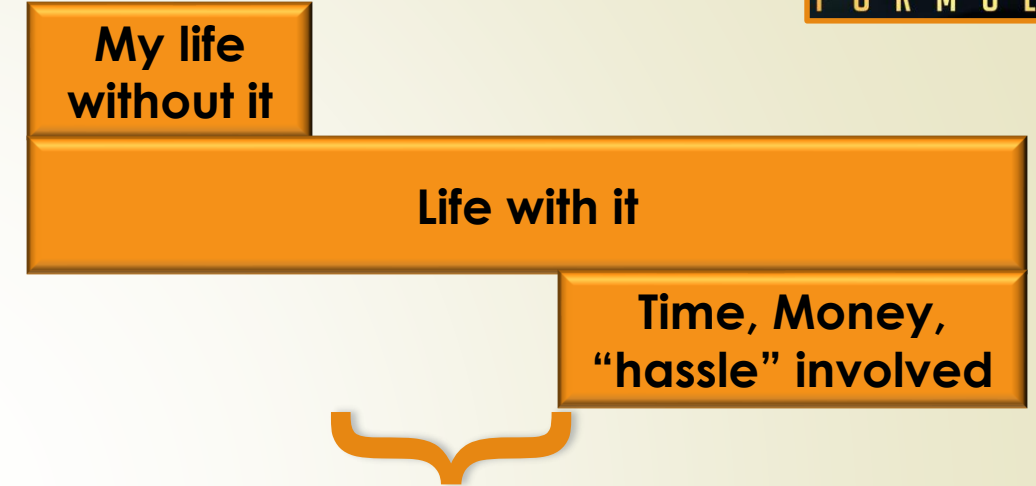 My life
without it
Life with it
Time, Money,
“hassle” involved